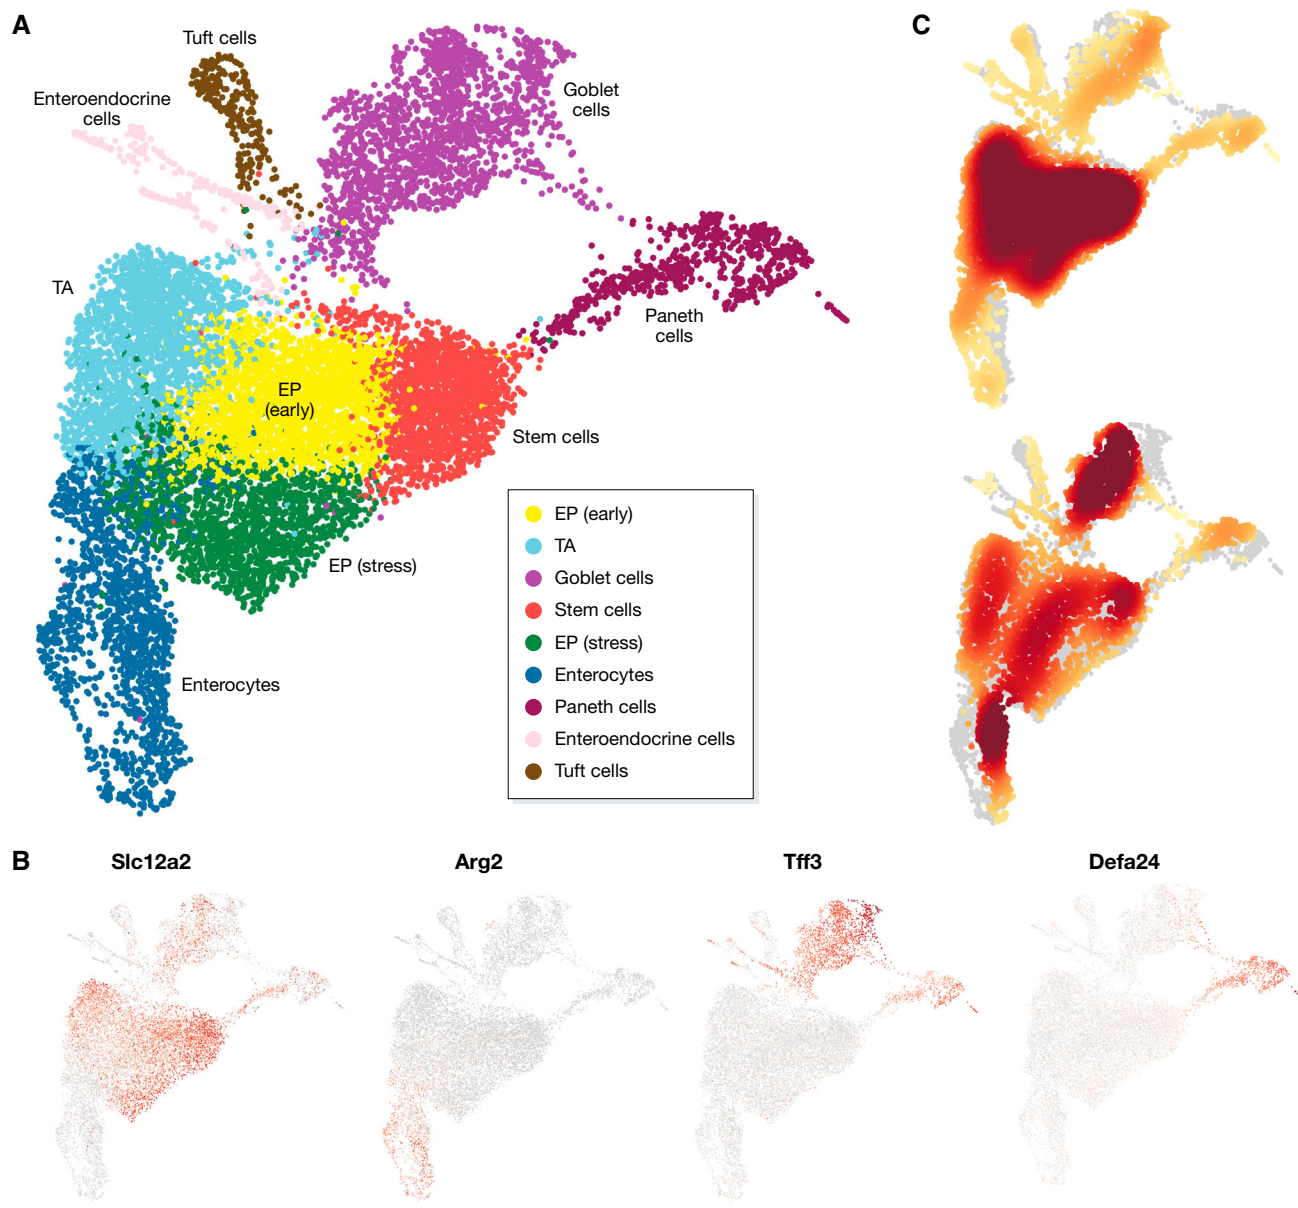 A
C
Tuft cells
Enteroendocrine
cells
Goblet
cells
TA
Paneth
cells
EP
(early)
Stem cells
EP (stress)
Enterocytes
EP (early)
TA
Goblet cells
Stem cells
EP (stress)
Enterocytes
Paneth cells
Enteroendocrine cells
Tuft cells
B
Slc12a2
Arg2
Tff3
Defa24